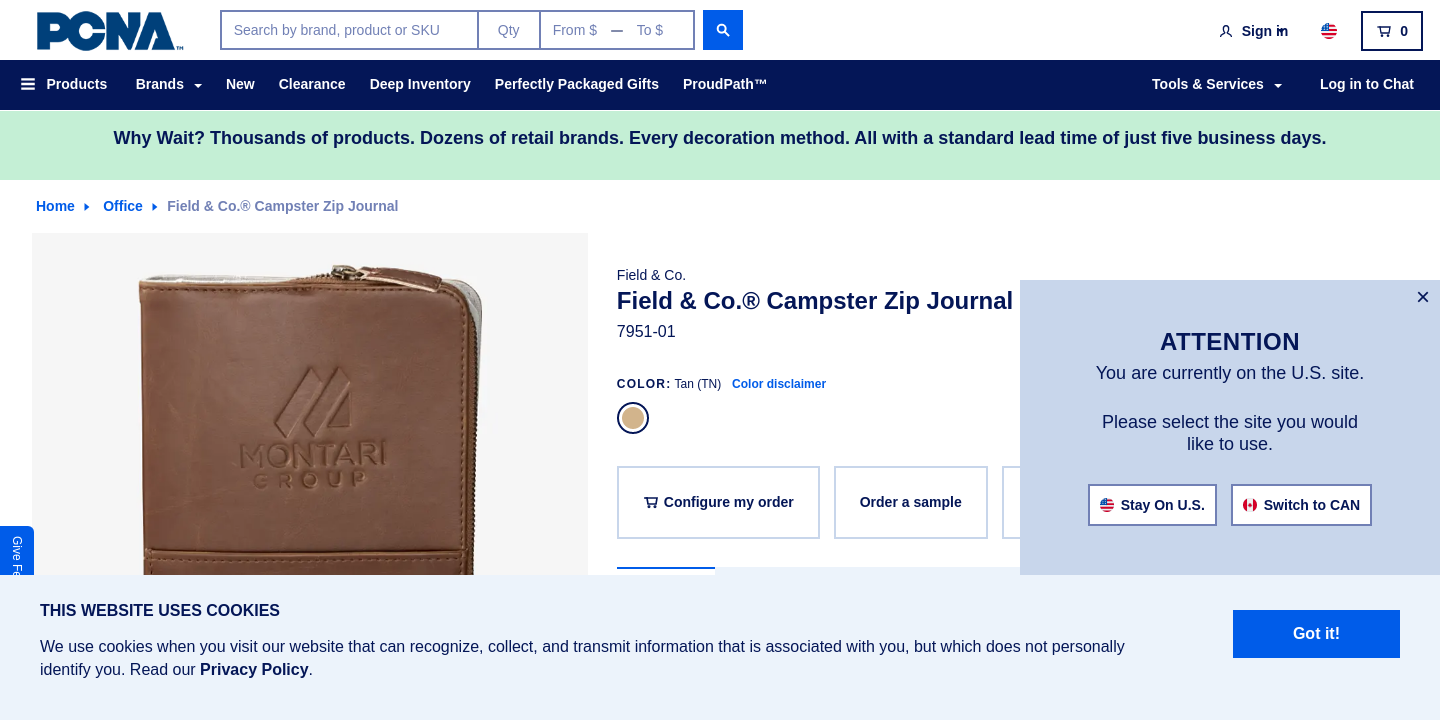 PCNA™
Search by brand, product or SKU
Qty
From $ — To $
Sign in
0
Products
Brands
New
Clearance
Deep Inventory
Perfectly Packaged Gifts
ProudPath™
Tools & Services
Log in to Chat
Why Wait? Thousands of products. Dozens of retail brands. Every decoration method. All with a standard lead time of just five business days.
Home
Office
Field & Co.® Campster Zip Journal
MONTARI
GROUP
Field & Co.
Field & Co.® Campster Zip Journal
7951-01
COLOR: Tan (TN) Color disclaimer
Configure my order
Order a sample
×
ATTENTION
You are currently on the U.S. site.
Please select the site you would
like to use.
Stay On U.S.
Switch to CAN
Give Fe
THIS WEBSITE USES COOKIES
We use cookies when you visit our website that can recognize, collect, and transmit information that is associated with you, but which does not personally
identify you. Read our Privacy Policy.
Got it!